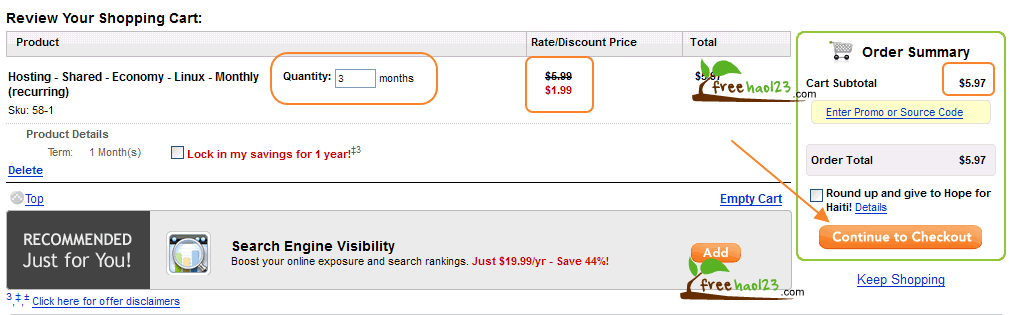 Review Your Shopping Cart:
Product Rate/Discount Price Total
Hosting - Shared - Economy - Linux - Monthly (recurring)
Quantity: 3 months
$5.99
$1.99
$5.97
Sku: 58-1
Product Details
Term: 1 Month(s) Lock in my savings for 1 year!‡3
Delete
Top Empty Cart
RECOMMENDED
Just for You!
Search Engine Visibility
Boost your online exposure and search rankings. Just $19.99/yr - Save 44%!
Add
3,‡,± Click here for offer disclaimers
Order Summary
Cart Subtotal $5.97
Enter Promo or Source Code
Order Total $5.97
Round up and give to Hope for
Haiti! Details
Continue to Checkout
Keep Shopping
freehao123.com
freehao123.com